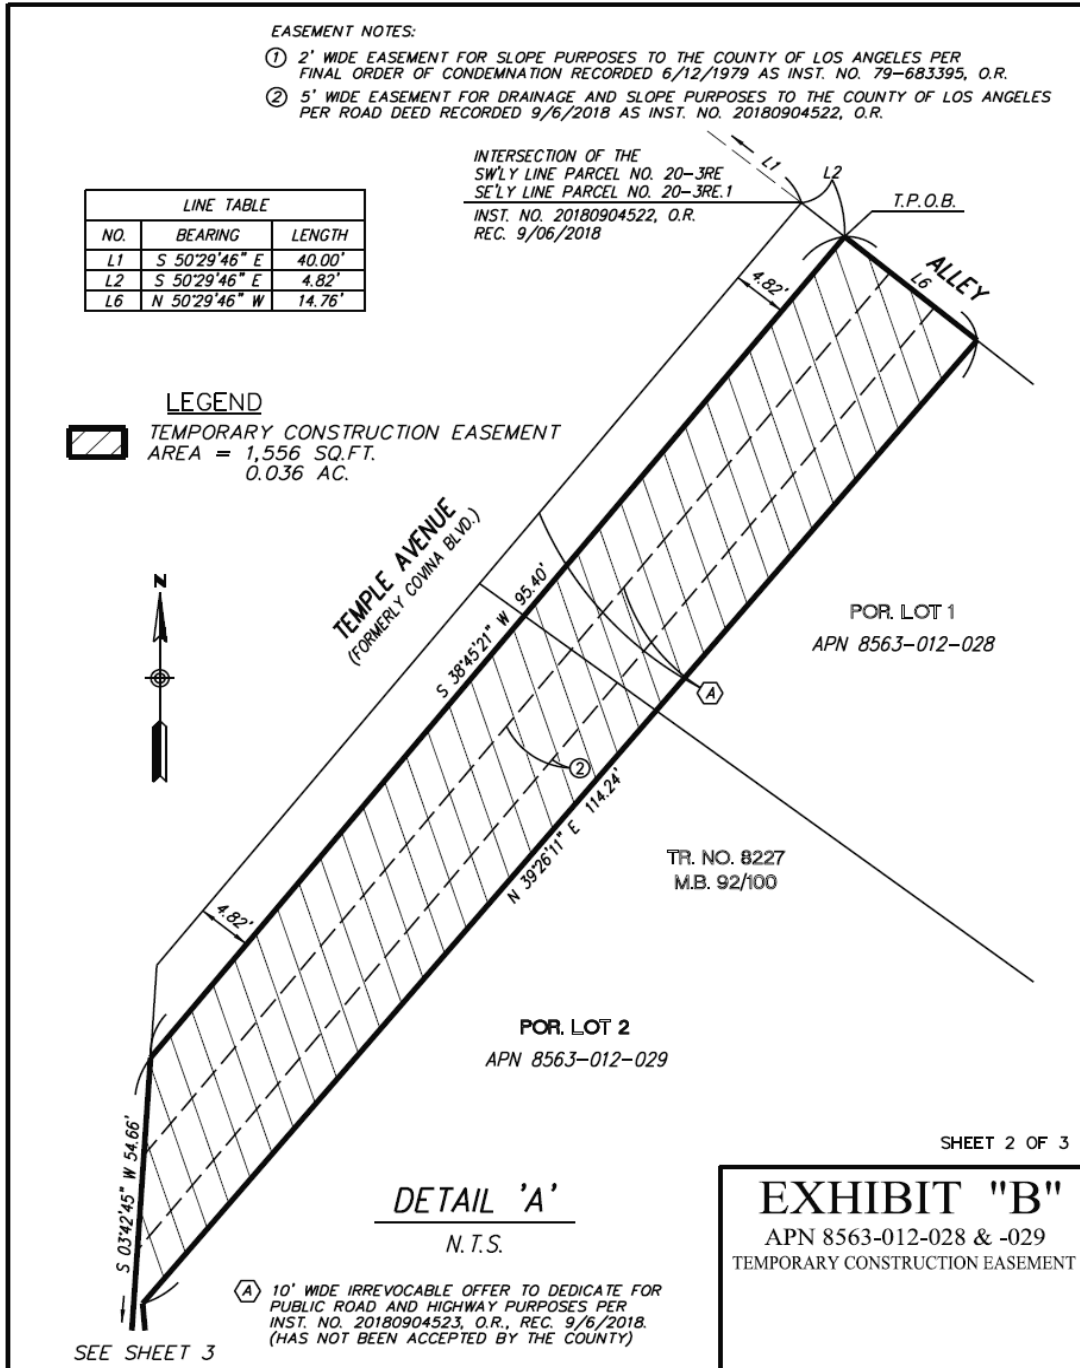 EASEMENT NOTES:
① 2' WIDE EASEMENT FOR SLOPE PURPOSES TO THE COUNTY OF LOS ANGELES PER
FINAL ORDER OF CONDEMNATION RECORDED 6/12/1979 AS INST. NO. 79-683395, O.R.
② 5' WIDE EASEMENT FOR DRAINAGE AND SLOPE PURPOSES TO THE COUNTY OF LOS ANGELES
PER ROAD DEED RECORDED 9/6/2018 AS INST. NO. 20180904522, O.R.
INTERSECTION OF THE
SW'LY LINE PARCEL NO. 20-3RE
SE'LY LINE PARCEL NO. 20-3RE.1
INST. NO. 20180904522, O.R.
REC. 9/06/2018
L1
L2
T.P.O.B.
LINE TABLE
NO. BEARING LENGTH
L1 S 50°29'46" E 40.00'
L2 S 50°29'46" E 4.82'
L6 N 50°29'46" W 14.76'
ALLEY
L6
4.82'
LEGEND
TEMPORARY CONSTRUCTION EASEMENT
AREA = 1,556 SQ.FT.
0.036 AC.
TEMPLE AVENUE
(FORMERLY COVINA BLVD.)
N
S 38°45'21" W 95.40'
POR. LOT 1
APN 8563-012-028
A
2
N 39°26'11" E 114.24'
TR. NO. 8227
M.B. 92/100
4.82'
POR. LOT 2
APN 8563-012-029
S 03°42'45" W 54.66'
SHEET 2 OF 3
DETAIL 'A'
N.T.S.
EXHIBIT "B"
APN 8563-012-028 & -029
TEMPORARY CONSTRUCTION EASEMENT
A 10' WIDE IRREVOCABLE OFFER TO DEDICATE FOR
PUBLIC ROAD AND HIGHWAY PURPOSES PER
INST. NO. 20180904523, O.R., REC. 9/6/2018.
(HAS NOT BEEN ACCEPTED BY THE COUNTY)
SEE SHEET 3